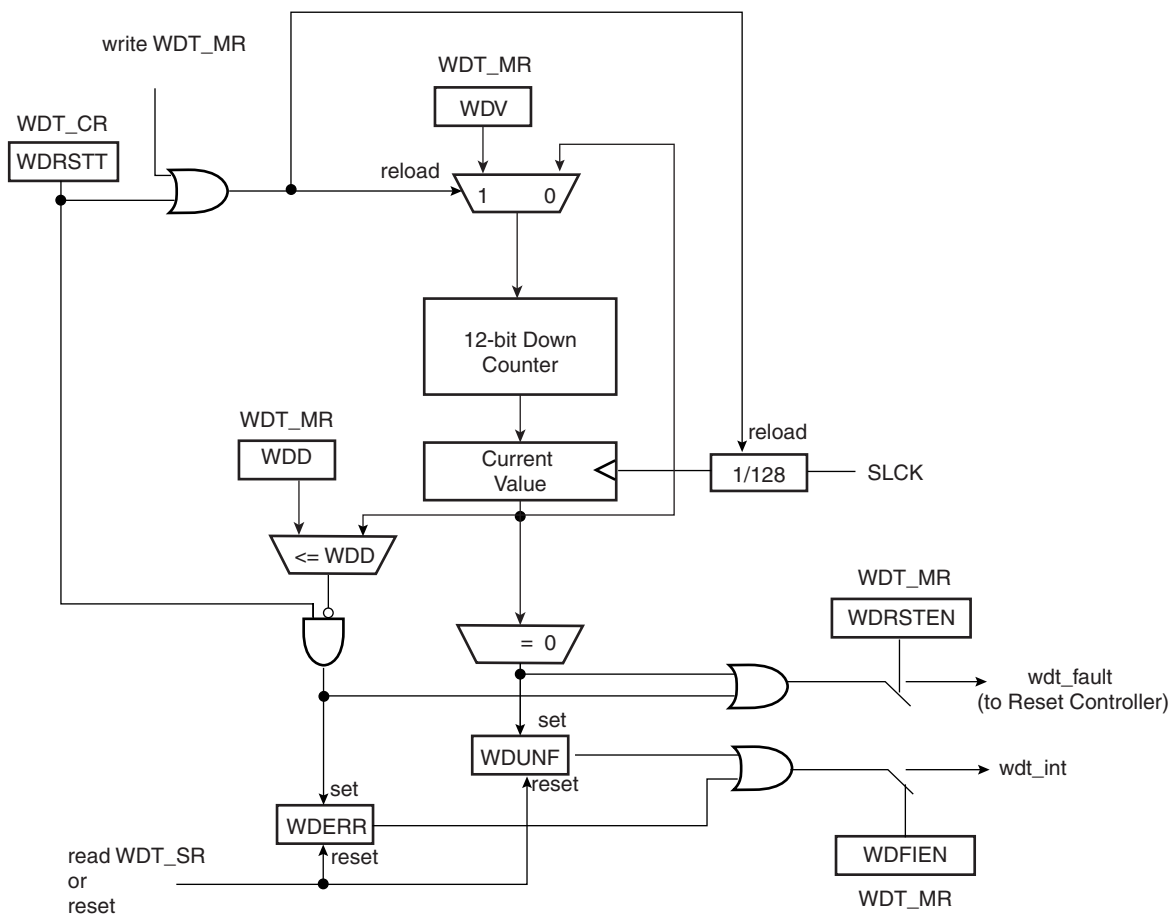 write WDT_MR
WDT_MR
WDV
WDT_CR
WDRSTT
reload
1 0
12-bit Down
Counter
WDT_MR
WDD
reload
Current
Value
1/128
SLCK
<= WDD
WDT_MR
WDRSTEN
= 0
wdt_fault
(to Reset Controller)
set
WDUNF
reset
wdt_int
set
WDERR
reset
WDFIEN
read WDT_SR
or
reset
WDT_MR